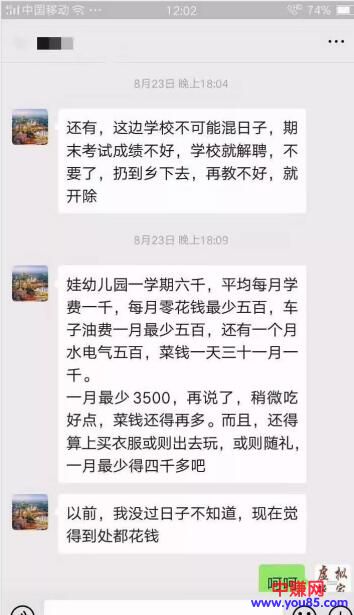 中国移动 12:02 74%
8月23日 晚上18:04
还有，这边学校不可能混日子，期
末考试成绩不好，学校就解聘，不
要了，扔到乡下去，再教不好，就
开除
8月23日 晚上18:09
娃幼儿园一学期六千，平均每月学
费一千，每月零花钱最少五百，车
子油费一月最少五百，还有一个月
水电气五百，菜钱一天三十一月一
千。
一月最少3500，再说了，稍微吃
好点，菜钱还得再多。而且，还得
算上买衣服或则出去玩，或则随礼，
一月最少得四千多吧
以前，我没过日子不知道，现在觉
得到处都花钱
呵呵
虚拟
中赚网
www.you85.com